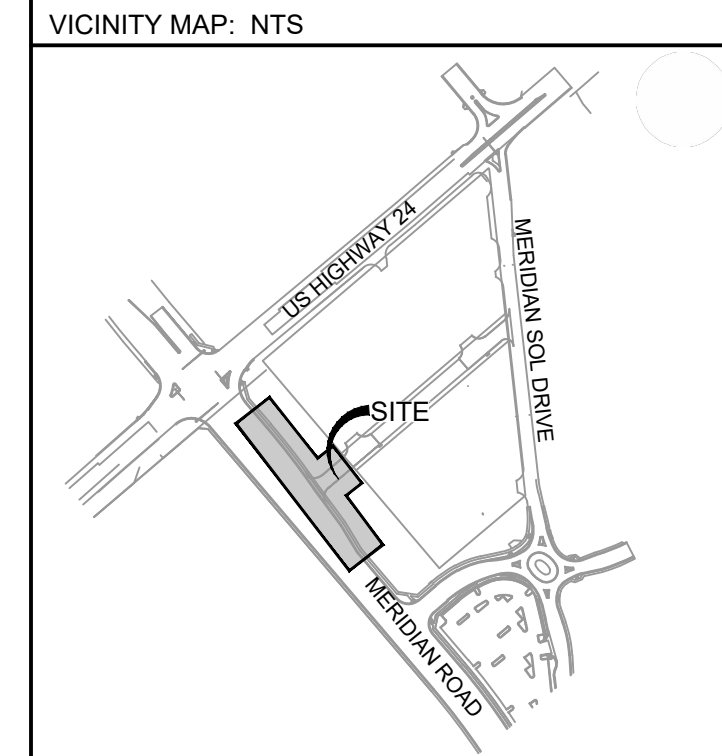 VICINITY MAP: NTS
US HIGHWAY 24
MERIDIAN SOL DRIVE
SITE
MERIDIAN ROAD